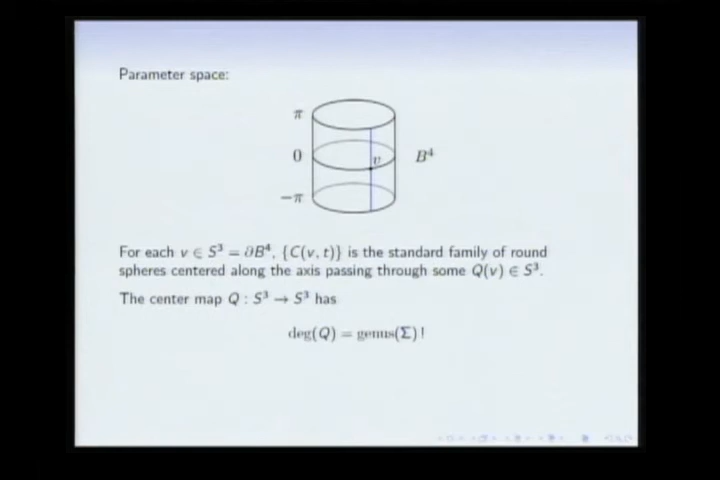 Parameter space:
π
0
v
B⁴
−π
For each v ∈ S³ = ∂B⁴, {C(v, t)} is the standard family of round
spheres centered along the axis passing through some Q(v) ∈ S³.
The center map Q : S³ → S³ has
deg(Q) = genus(Σ) !